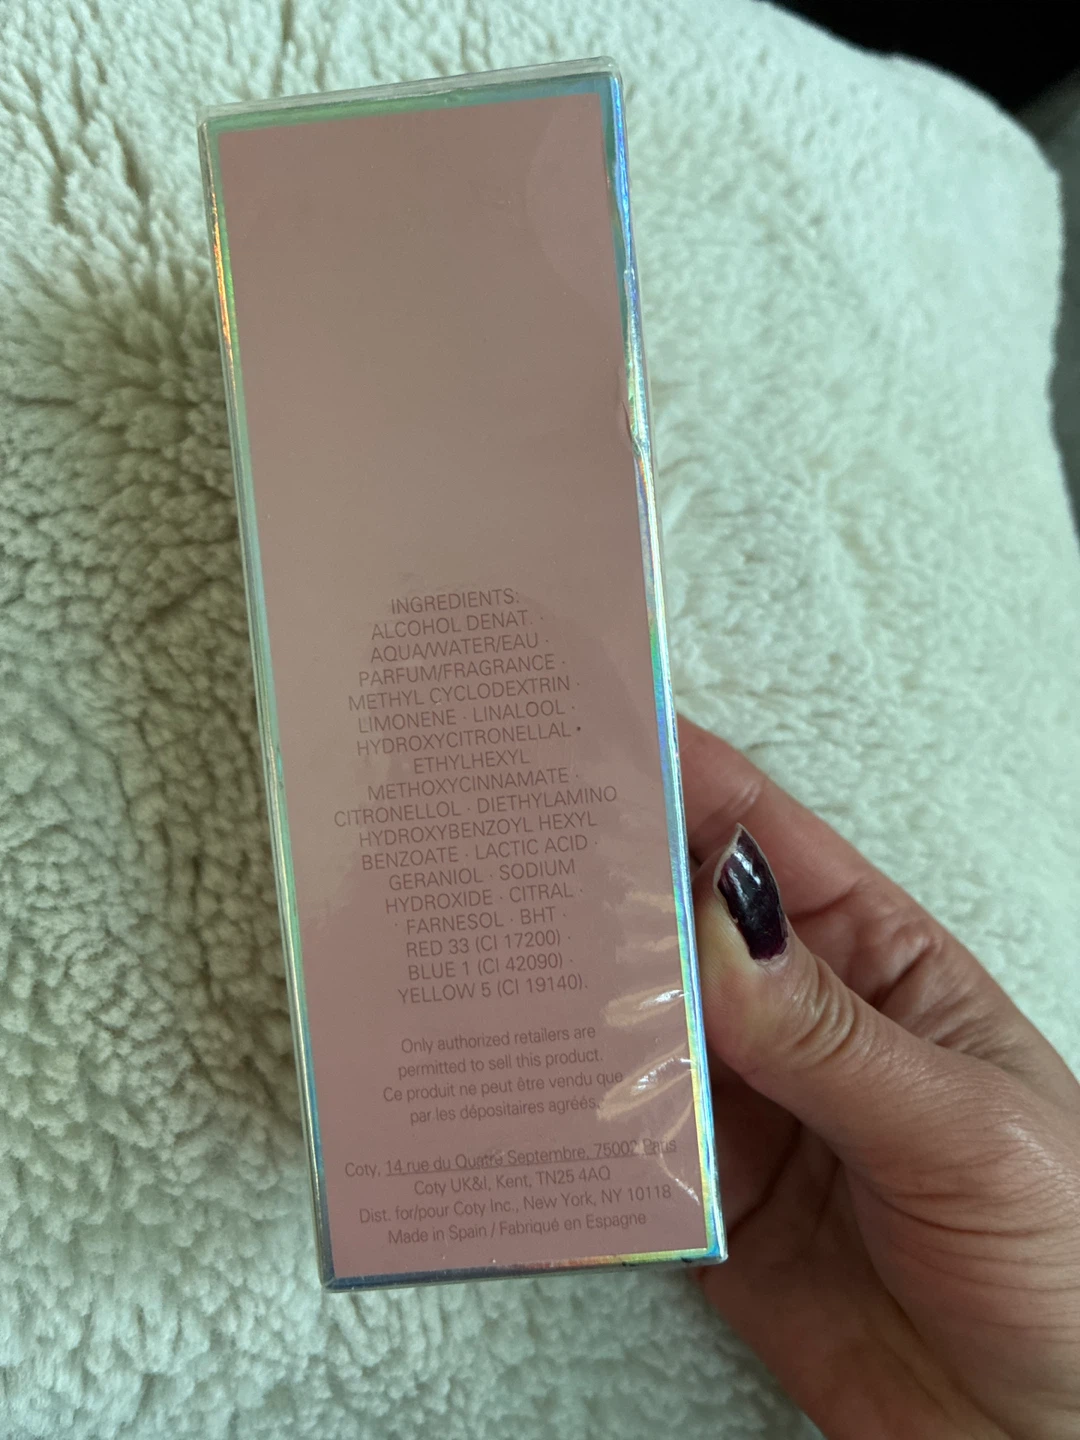 INGREDIENTS:
ALCOHOL DENAT. ·
AQUA/WATER/EAU ·
PARFUM/FRAGRANCE ·
METHYL CYCLODEXTRIN ·
LIMONENE · LINALOOL ·
HYDROXYCITRONELLAL ·
ETHYLHEXYL
METHOXYCINNAMATE ·
CITRONELLOL · DIETHYLAMINO
HYDROXYBENZOYL HEXYL
BENZOATE · LACTIC ACID ·
GERANIOL · SODIUM
HYDROXIDE · CITRAL ·
FARNESOL · BHT ·
RED 33 (CI 17200) ·
BLUE 1 (CI 42090) ·
YELLOW 5 (CI 19140).
Only authorized retailers are
permitted to sell this product.
Ce produit ne peut être vendu que
par les dépositaires agréés.
Coty, 14 rue du Quatre Septembre, 75002 Paris
Coty UK&I, Kent, TN25 4AQ
Dist. for/pour Coty Inc., New York, NY 10118
Made in Spain / Fabriqué en Espagne